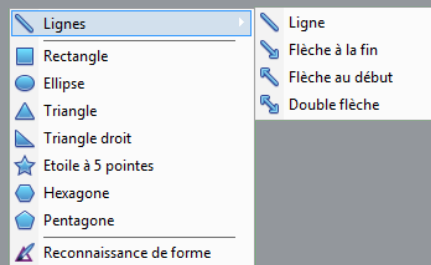 Lignes
Rectangle
Ellipse
Triangle
Triangle droit
Etoile à 5 pointes
Hexagone
Pentagone
Reconnaissance de forme
Ligne
Flèche à la fin
Flèche au début
Double flèche